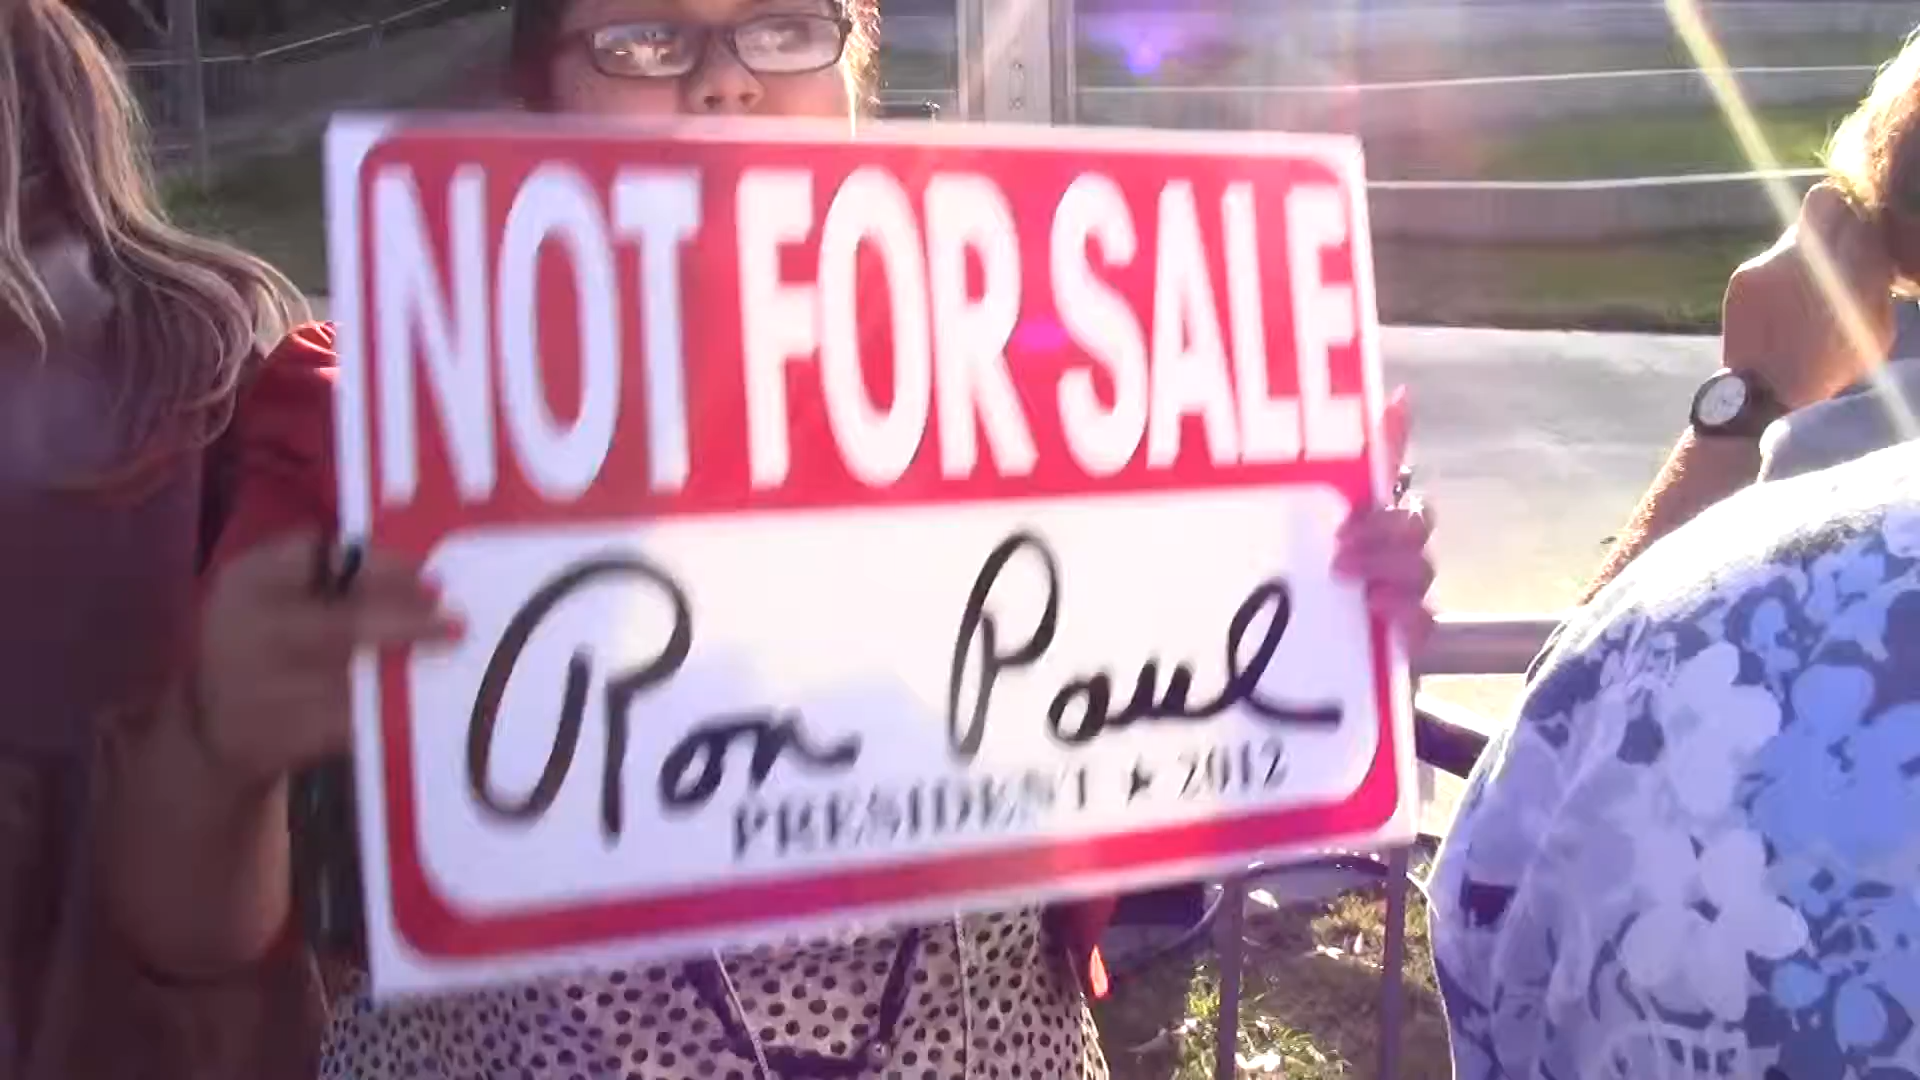 NOT FOR SALE
Ron Paul
PRESIDENT ★ 2012